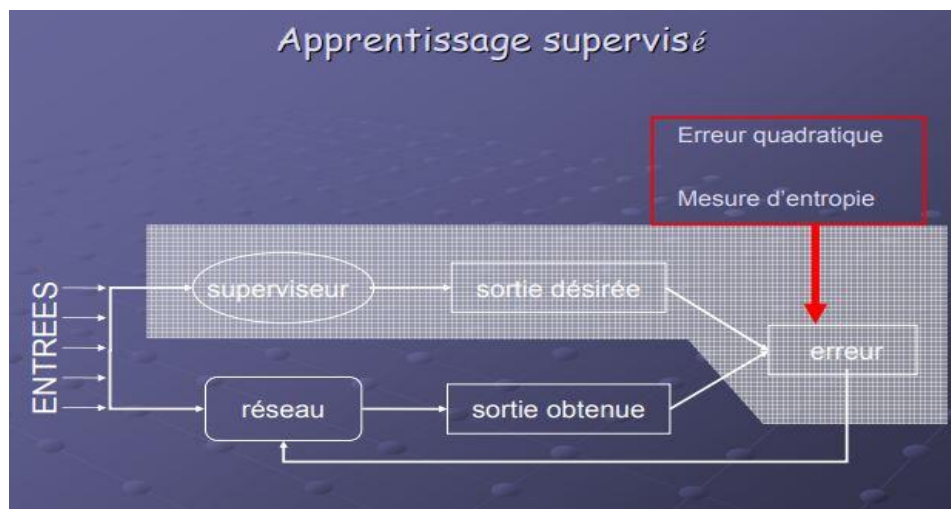 Apprentissage supervisé
Erreur quadratique
Mesure d'entropie
ENTREES
superviseur
sortie désirée
erreur
réseau
sortie obtenue